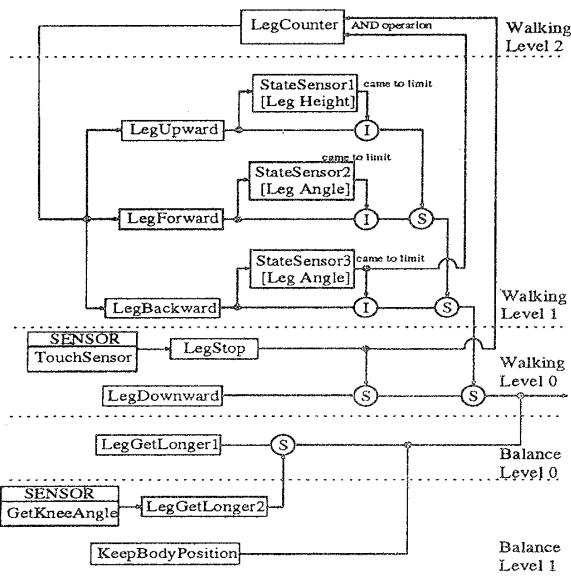 LegCounter
AND operarion
Walking
Level 2
StateSensor1
[Leg Height]
came to limit
LegUpward
I
came to limit
StateSensor2
[Leg Angle]
LegForward
I
S
StateSensor3
[Leg Angle]
came to limit
LegBackward
I
S
Walking
Level 1
SENSOR
TouchSensor
LegStop
Walking
Level 0
LegDownward
S
S
LegGetLonger1
S
Balance
Level 0
SENSOR
GetKneeAngle
LegGetLonger2
KeepBodyPosition
Balance
Level 1